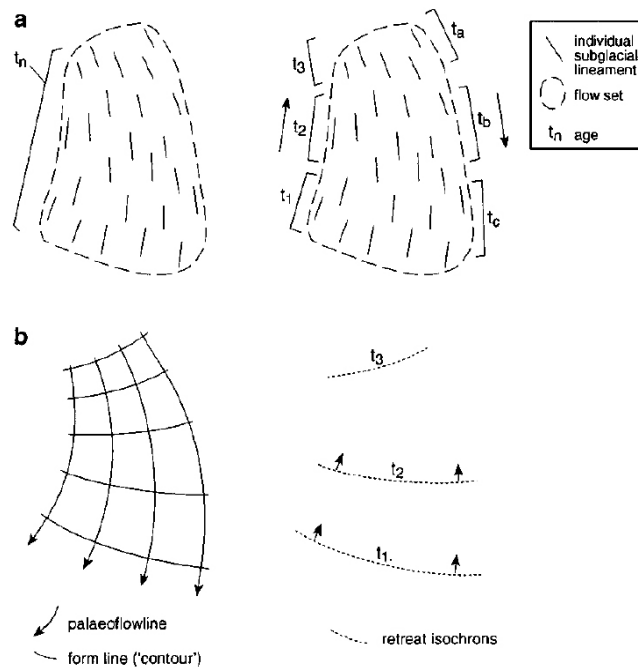 a
tn
t3
t2
t1
ta
tb
tc
individual
subglacial
lineament
flow set
tn age
b
palaeoflowline
form line ('contour')
t3
t2
t1.
retreat isochrons